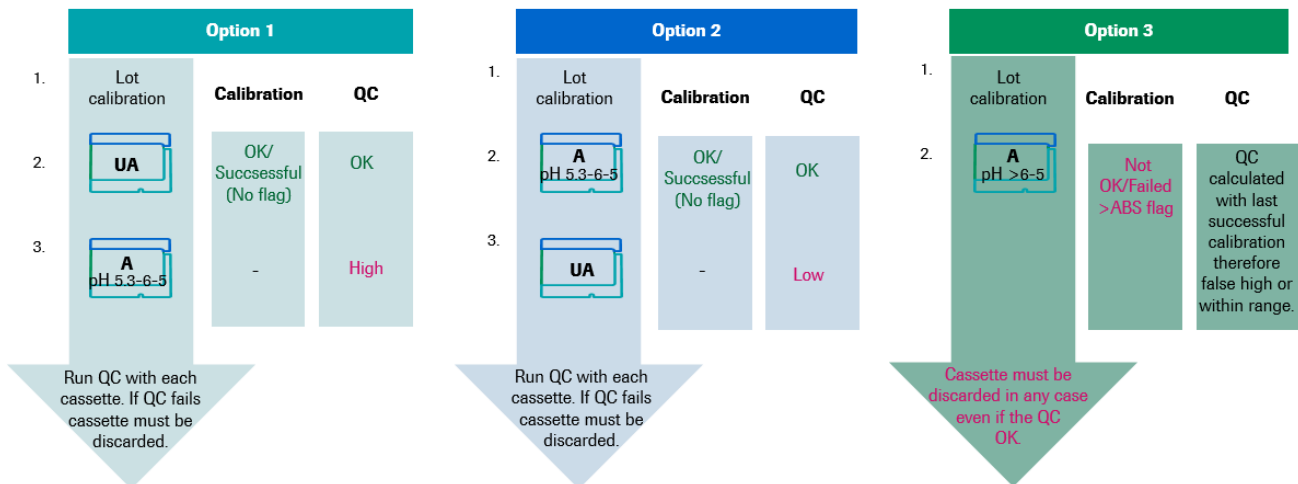 Option 1
1.
Lot
calibration
Calibration
QC
2.
UA
OK/
Succsessful
(No flag)
OK
3.
A
pH 5.3-6-5
-
High
Run QC with each
cassette. If QC fails
cassette must be
discarded.
Option 2
1.
Lot
calibration
Calibration
QC
2.
A
pH 5.3-6-5
OK/
Succsessful
(No flag)
OK
3.
UA
-
Low
Run QC with each
cassette. If QC fails
cassette must be
discarded.
Option 3
1.
Lot
calibration
Calibration
QC
2.
A
pH >6-5
Not
OK/Failed
>ABS flag
QC
calculated
with last
successful
calibration
therefore
false high or
within range.
Cassette must be
discarded in any case
even if the QC
OK.